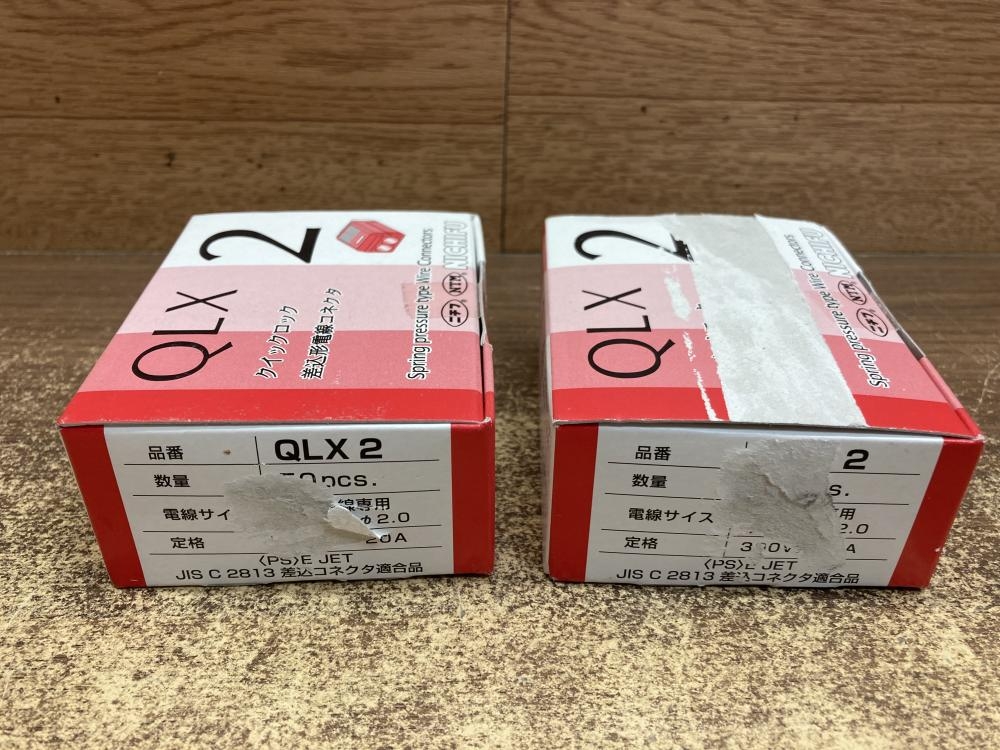 QLX 2
クイックロック
差込形電線コネクタ
Spring pressure type Wire Connectors
ニチフ NTM NICHIFU
品番 QLX 2
数量 pcs.
電線サイ 線専用
2.0
定格 20A
〈PS〉E JET
JIS C 2813 差込コネクタ適合品
QLX 2
Spring pressure type Wire Connectors
ニチフ NTM NICHIFU
品番 2
数量 s.
電線サイズ 用
2.0
定格 A
〈PS〉E JET
JIS C 2813 差込コネクタ適合品